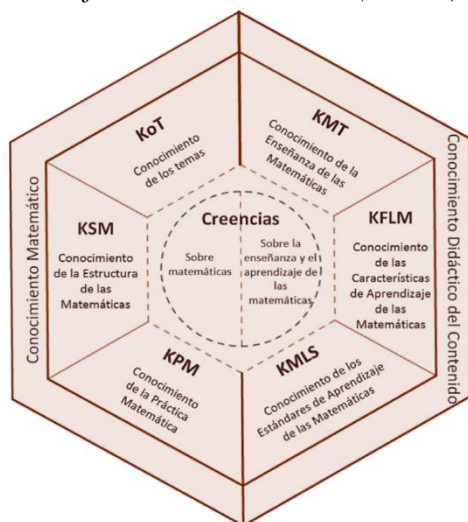 Conocimiento Matemático
KoT
Conocimiento
de los temas
KMT
Conocimiento de la
Enseñanza de las
Matemáticas
KSM
Conocimiento
de la Estructura
de las
Matemáticas
Creencias
Sobre
matemáticas
Sobre la
enseñanza y el
aprendizaje de
las
matemáticas
KFLM
Conocimiento
de las
Características
de Aprendizaje
de las
Matemáticas
KPM
Conocimiento
de la Práctica
Matemática
KMLS
Conocimiento de los
Estándares de Aprendizaje
de las Matemáticas
Conocimiento Didáctico del Contenido